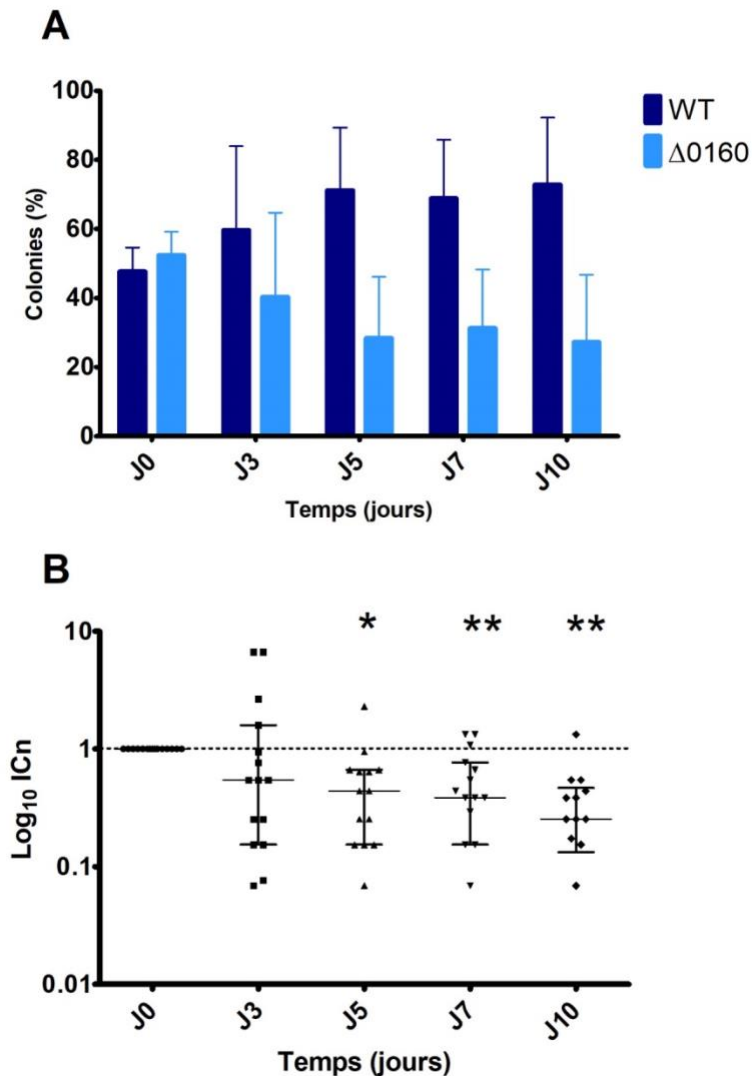 A
100
80
60
40
20
0
Colonies (%)
J0 J3 J5 J7 J10
Temps (jours)
WT
Δ0160
B
* ** **
10
1
0.1
0.01
Log10 ICn
J0 J3 J5 J7 J10
Temps (jours)